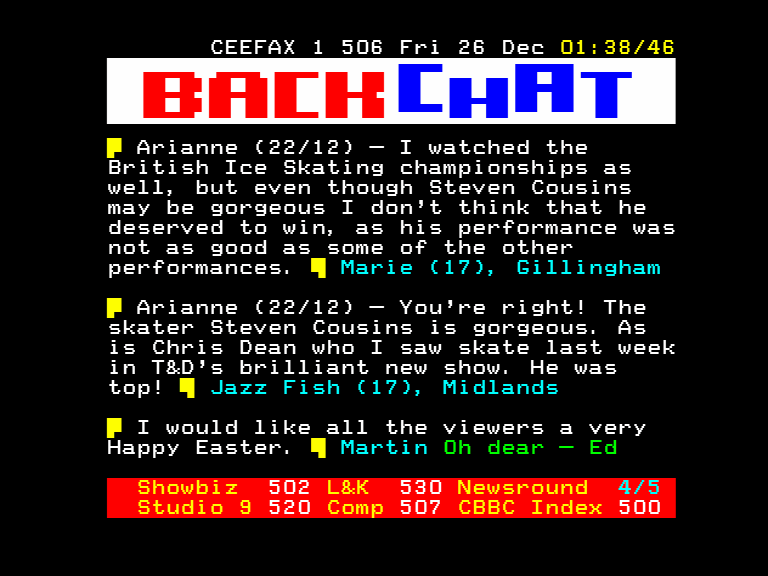 CEEFAX 1 506 Fri 26 Dec 01:38/46
BACKCHAT
Arianne (22/12) — I watched the
British Ice Skating championships as
well, but even though Steven Cousins
may be gorgeous I don't think that he
deserved to win, as his performance was
not as good as some of the other
performances. Marie (17), Gillingham
Arianne (22/12) — You're right! The
skater Steven Cousins is gorgeous. As
is Chris Dean who I saw skate last week
in T&D's brilliant new show. He was
top! Jazz Fish (17), Midlands
I would like all the viewers a very
Happy Easter. Martin Oh dear — Ed
Showbiz 502 L&K 530 Newsround 4/5
Studio 9 520 Comp 507 CBBC Index 500